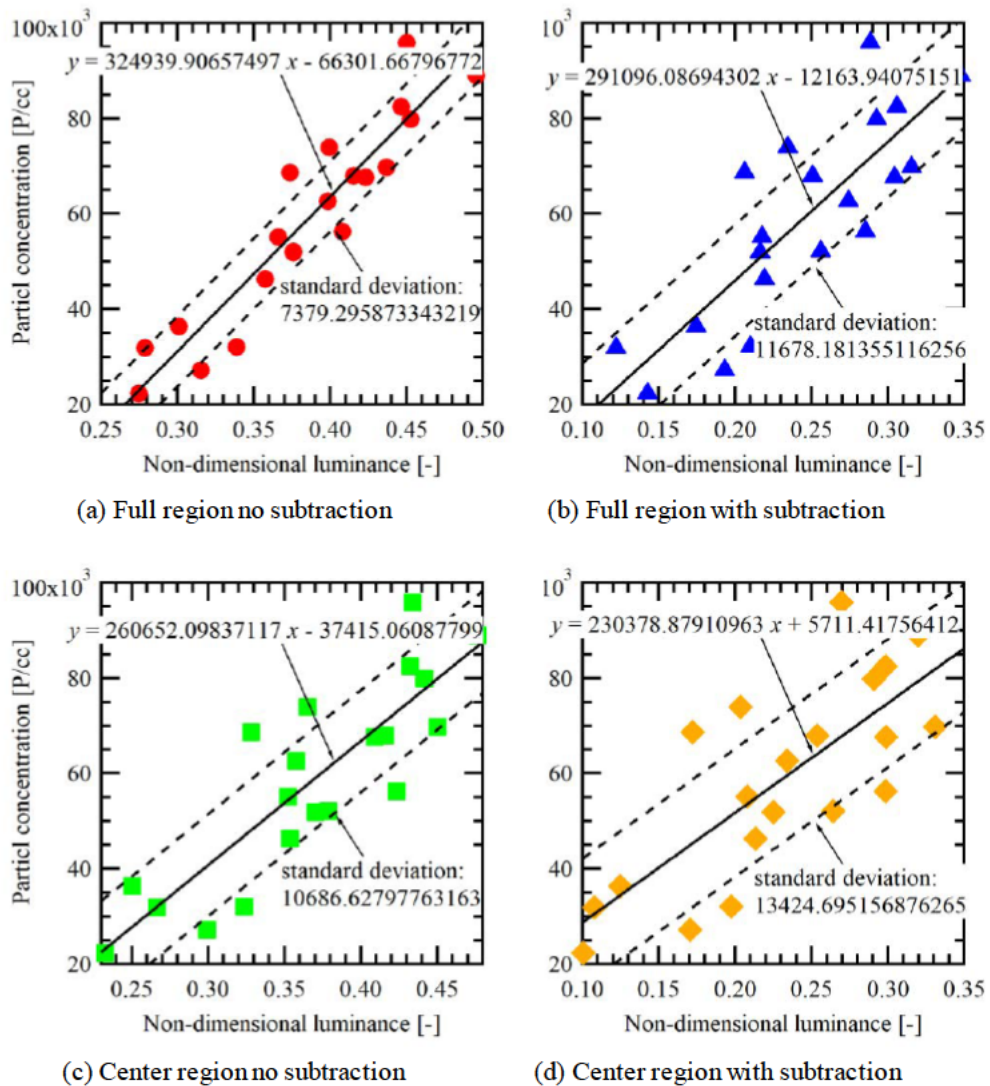 100x10³
y = 324939.90657497 x - 66301.66796772
Particl concentration [P/cc]
80
60
40
20
standard deviation:
7379.295873343219
0.25 0.30 0.35 0.40 0.45 0.50
Non-dimensional luminance [-]
(a) Full region no subtraction
10³
y = 291096.08694302 x - 12163.94075151
80
60
40
20
standard deviation:
11678.181355116256
0.10 0.15 0.20 0.25 0.30 0.35
Non-dimensional luminance [-]
(b) Full region with subtraction
100x10³
y = 260652.09837117 x - 37415.06087799
Particl concentration [P/cc]
80
60
40
20
standard deviation:
10686.62797763163
0.25 0.30 0.35 0.40 0.45
Non-dimensional luminance [-]
(c) Center region no subtraction
10³
y = 230378.87910963 x + 5711.41756412
80
60
40
20
standard deviation:
13424.695156876265
0.10 0.15 0.20 0.25 0.30 0.35
Non-dimensional luminance [-]
(d) Center region with subtraction